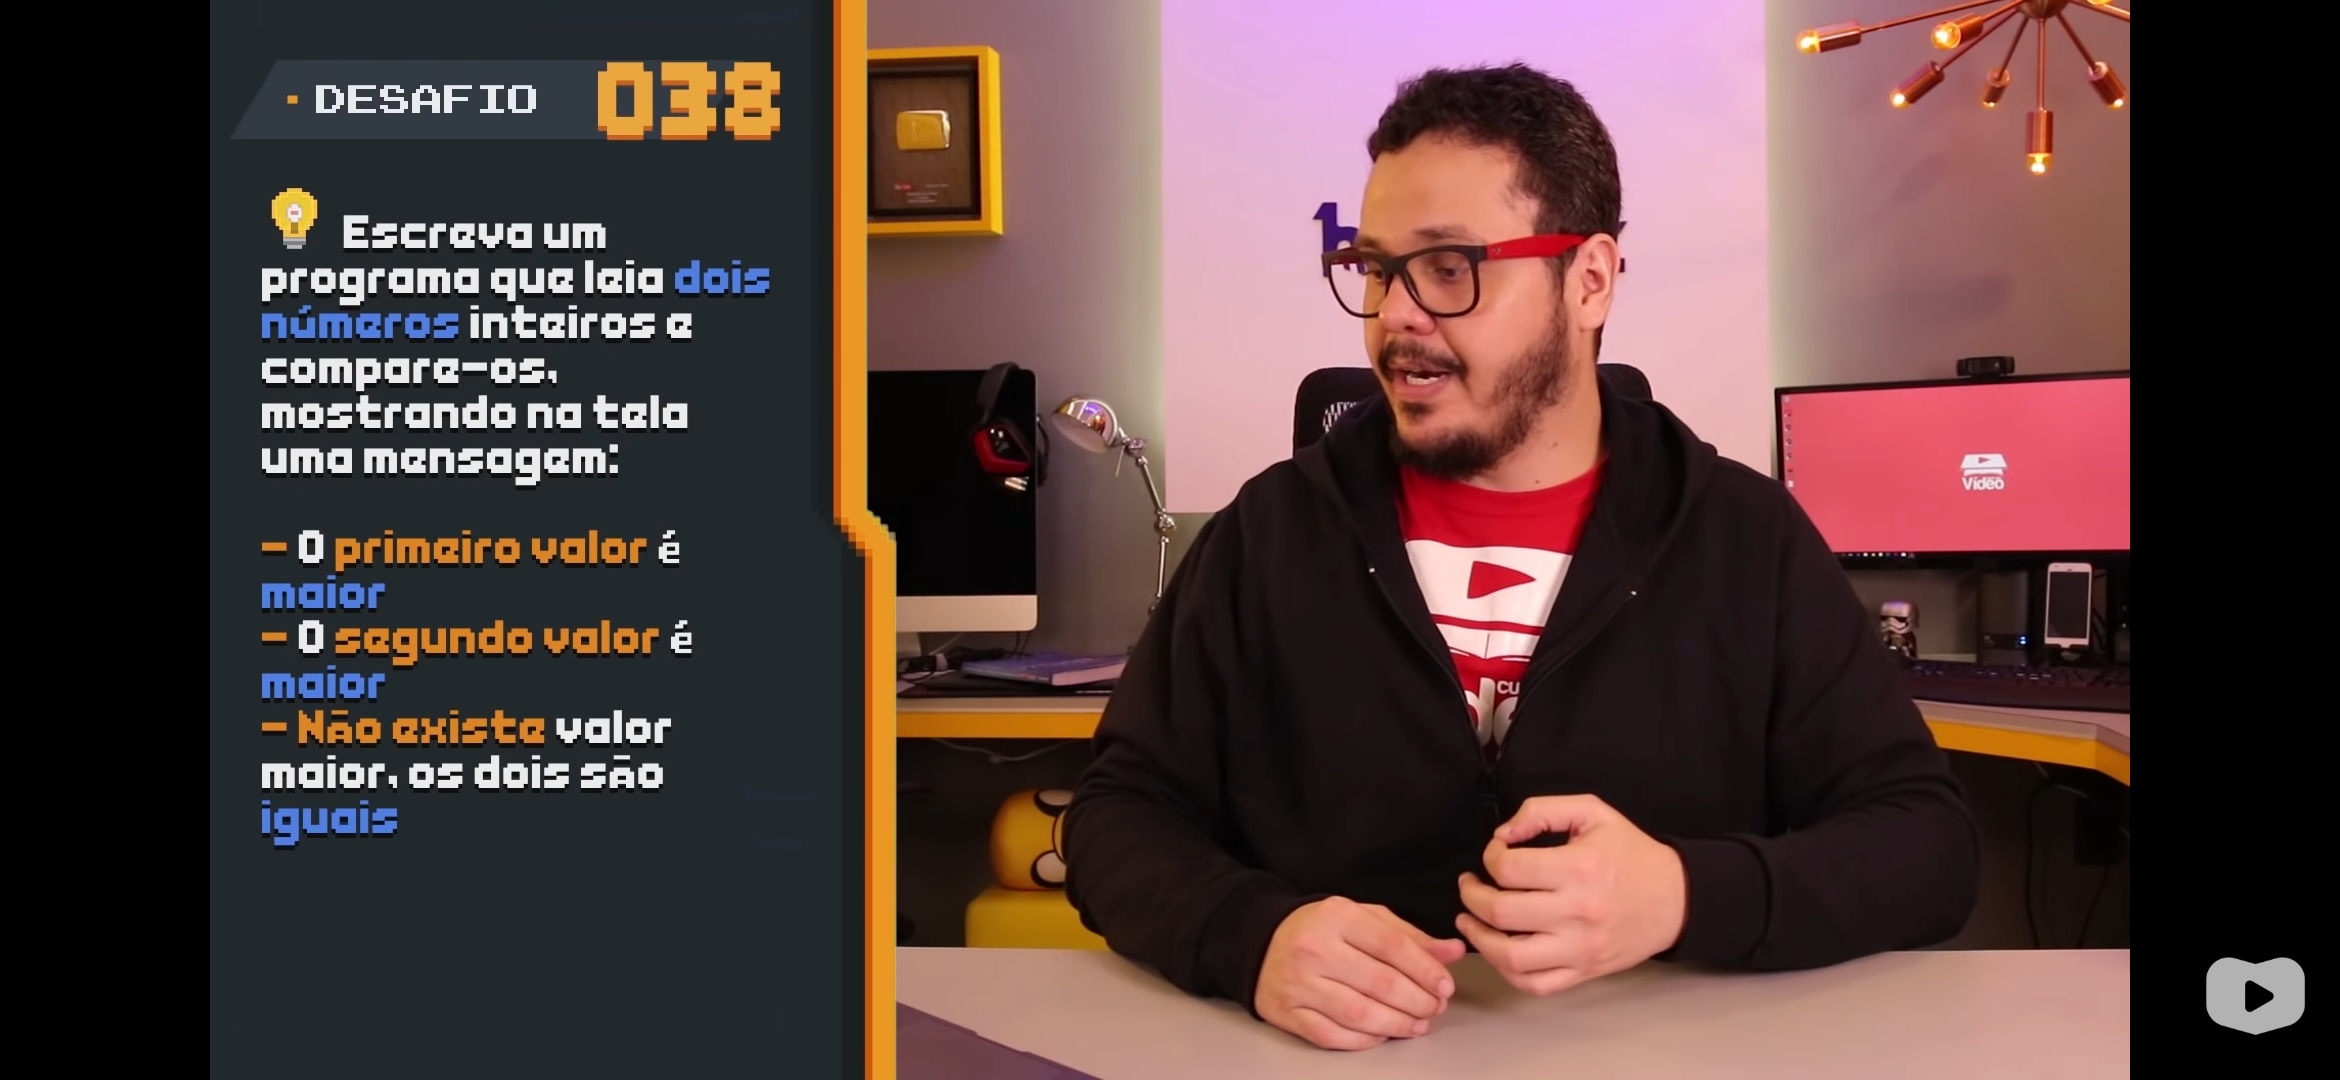 DESAFIO 038
Escreva um
programa que leia dois
números inteiros e
compare-os,
mostrando na tela
uma mensagem:
- O primeiro valor é
maior
- O segundo valor é
maior
- Não existe valor
maior, os dois são
iguais
Vídeo
CU